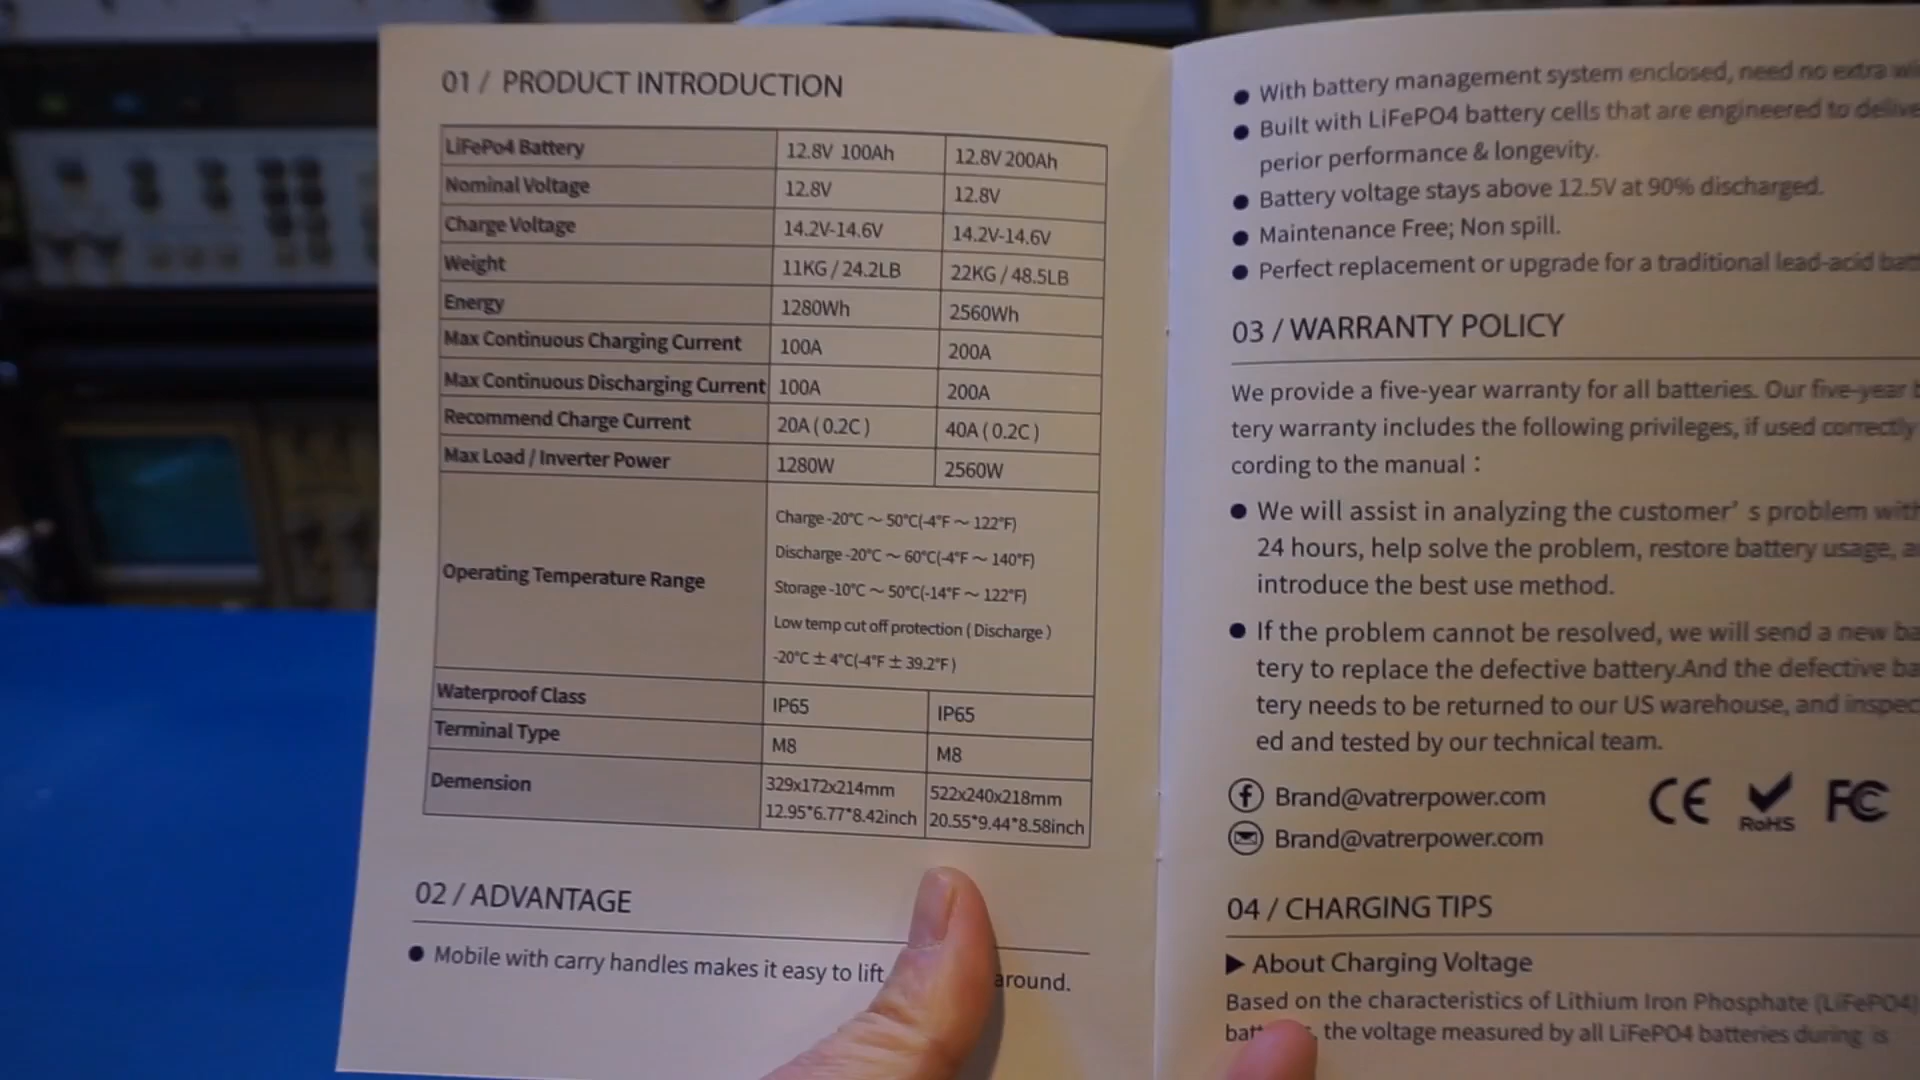 01 / PRODUCT INTRODUCTION
LiFePo4 Battery 12.8V 100Ah 12.8V 200Ah
Nominal Voltage 12.8V 12.8V
Charge Voltage 14.2V-14.6V 14.2V-14.6V
Weight 11KG / 24.2LB 22KG / 48.5LB
Energy 1280Wh 2560Wh
Max Continuous Charging Current 100A 200A
Max Continuous Discharging Current 100A 200A
Recommend Charge Current 20A ( 0.2C ) 40A ( 0.2C )
Max Load / Inverter Power 1280W 2560W
Operating Temperature Range
Charge -20℃ ~ 50℃(-4℉ ~ 122℉)
Discharge -20℃ ~ 60℃(-4℉ ~ 140℉)
Storage -10℃ ~ 50℃(-14℉ ~ 122℉)
Low temp cut off protection ( Discharge )
-20℃ ± 4℃(-4℉ ± 39.2℉ )
Waterproof Class IP65 IP65
Terminal Type M8 M8
Demension 329x172x214mm 522x240x218mm
12.95*6.77*8.42inch 20.55*9.44*8.58inch
02 / ADVANTAGE
● Mobile with carry handles makes it easy to lift around.
● With battery management system enclosed, need no extra
● Built with LiFePO4 battery cells that are engineered to
perior performance & longevity.
● Battery voltage stays above 12.5V at 90% discharged.
● Maintenance Free; Non spill.
● Perfect replacement or upgrade for a traditional lead-acid
03 / WARRANTY POLICY
We provide a five-year warranty for all batteries. Our five-year
tery warranty includes the following privileges, if used correctly
cording to the manual：
● We will assist in analyzing the customer’ s problem
24 hours, help solve the problem, restore battery usage,
introduce the best use method.
● If the problem cannot be resolved, we will send a new ba
tery to replace the defective battery.And the defective ba
tery needs to be returned to our US warehouse, and inspec
ed and tested by our technical team.
Brand@vatrerpower.com
Brand@vatrerpower.com
CE RoHS FC
04 / CHARGING TIPS
▶ About Charging Voltage
Based on the characteristics of Lithium Iron Phosphate (LiFePO4)
the voltage measured by all LiFePO4 batteries during is